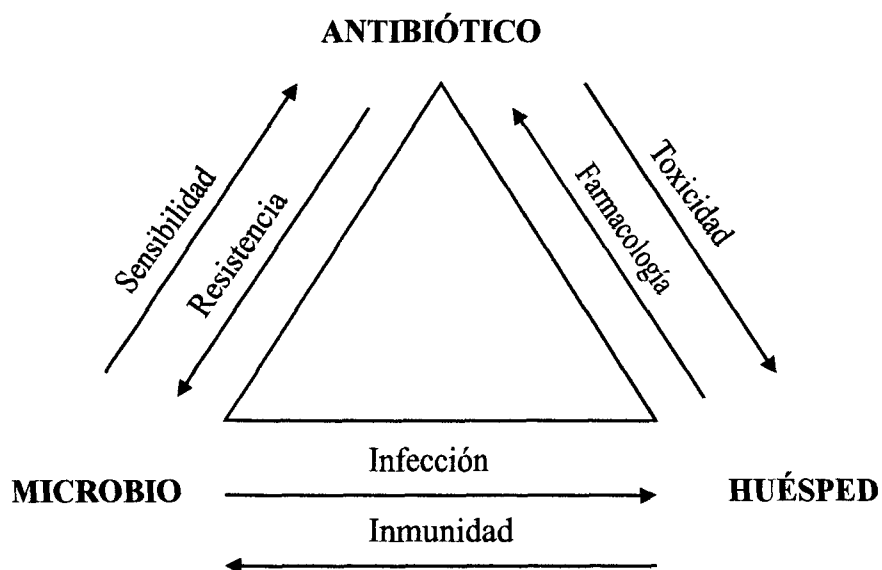 ANTIBIÓTICO
Sensibilidad
Resistencia
Farmacología
Toxicidad
Infección
MICROBIO
HUÉSPED
Inmunidad